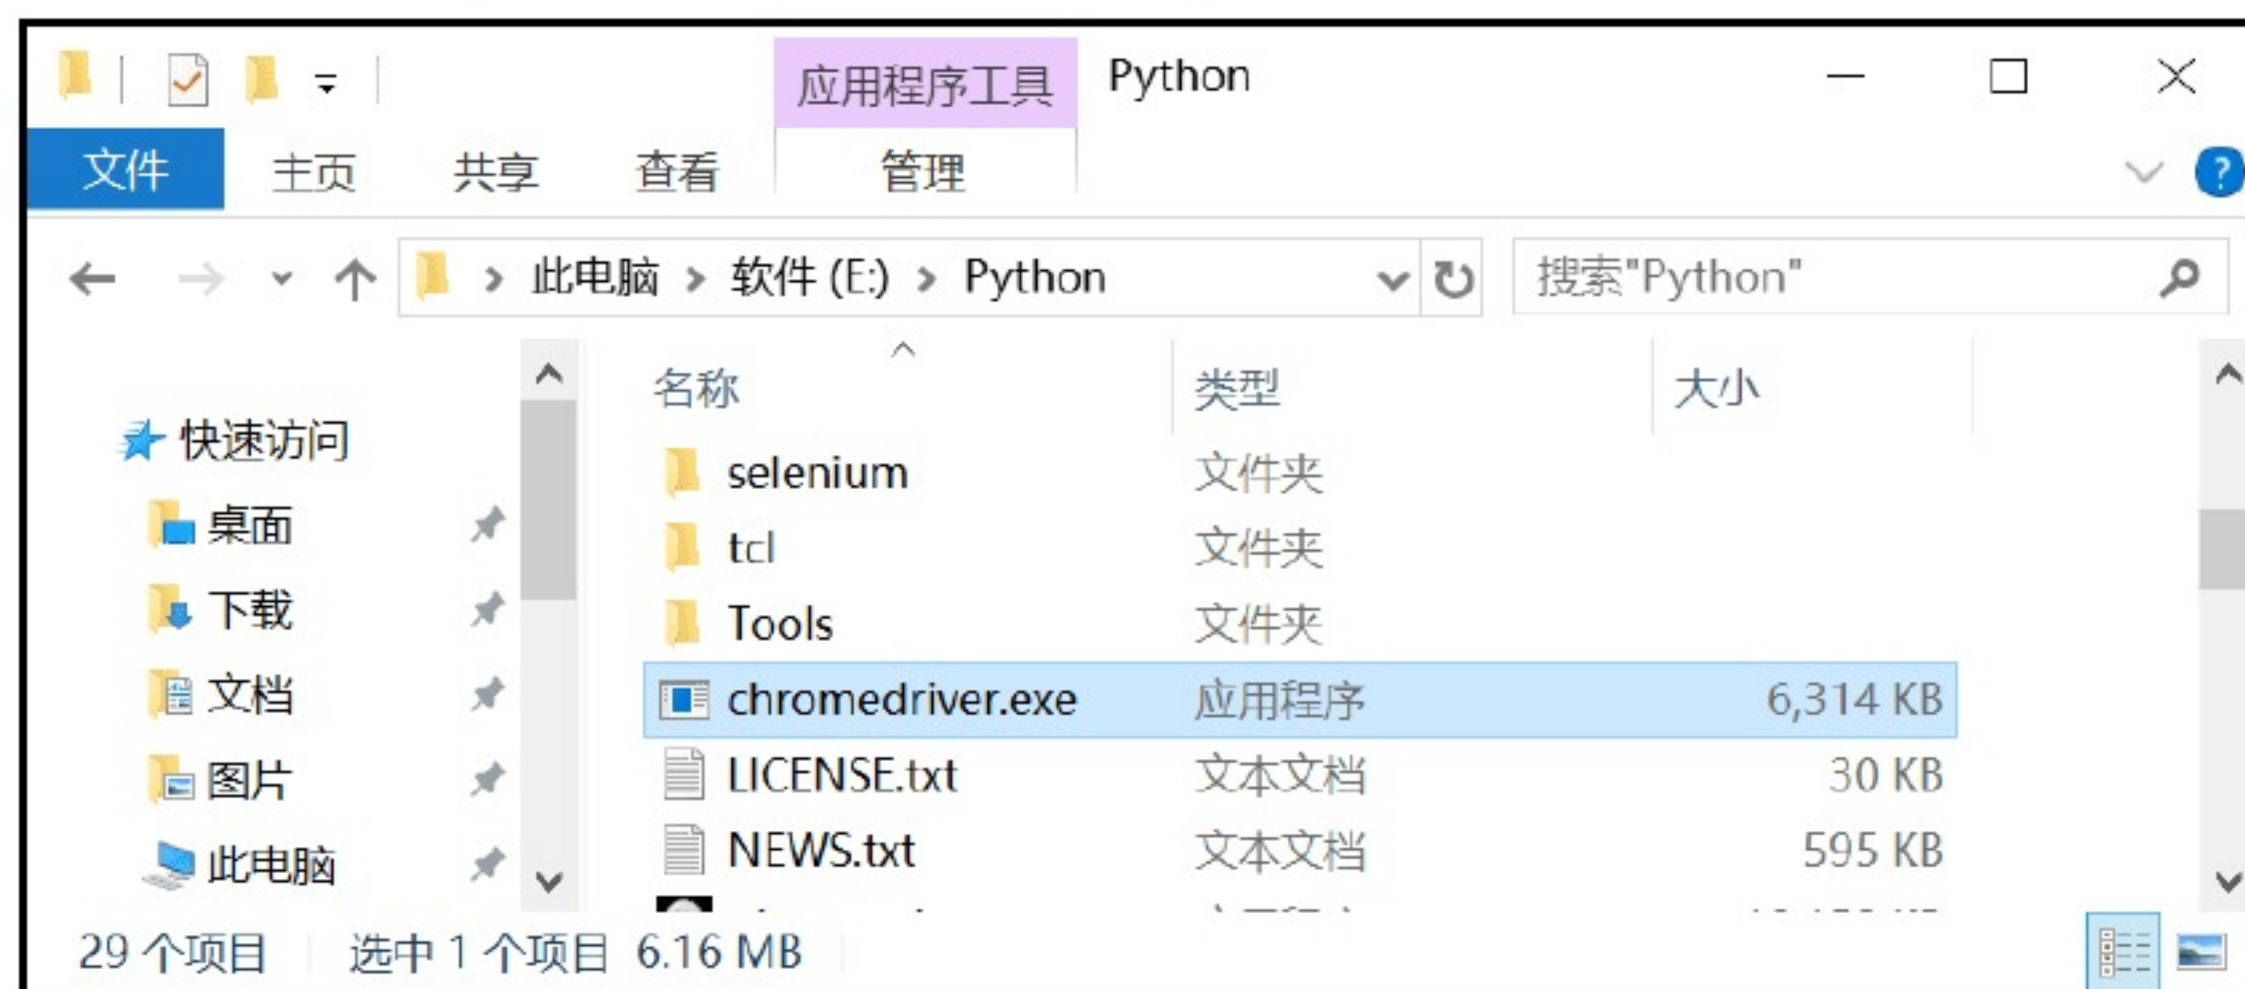 应用程序工具 Python
文件 主页 共享 查看 管理
此电脑 软件 (E:) Python 搜索"Python"
名称 类型 大小
快速访问
桌面
下载
文档
图片
此电脑
selenium 文件夹
tcl 文件夹
Tools 文件夹
chromedriver.exe 应用程序 6,314 KB
LICENSE.txt 文本文档 30 KB
NEWS.txt 文本文档 595 KB
29 个项目 选中 1 个项目 6.16 MB